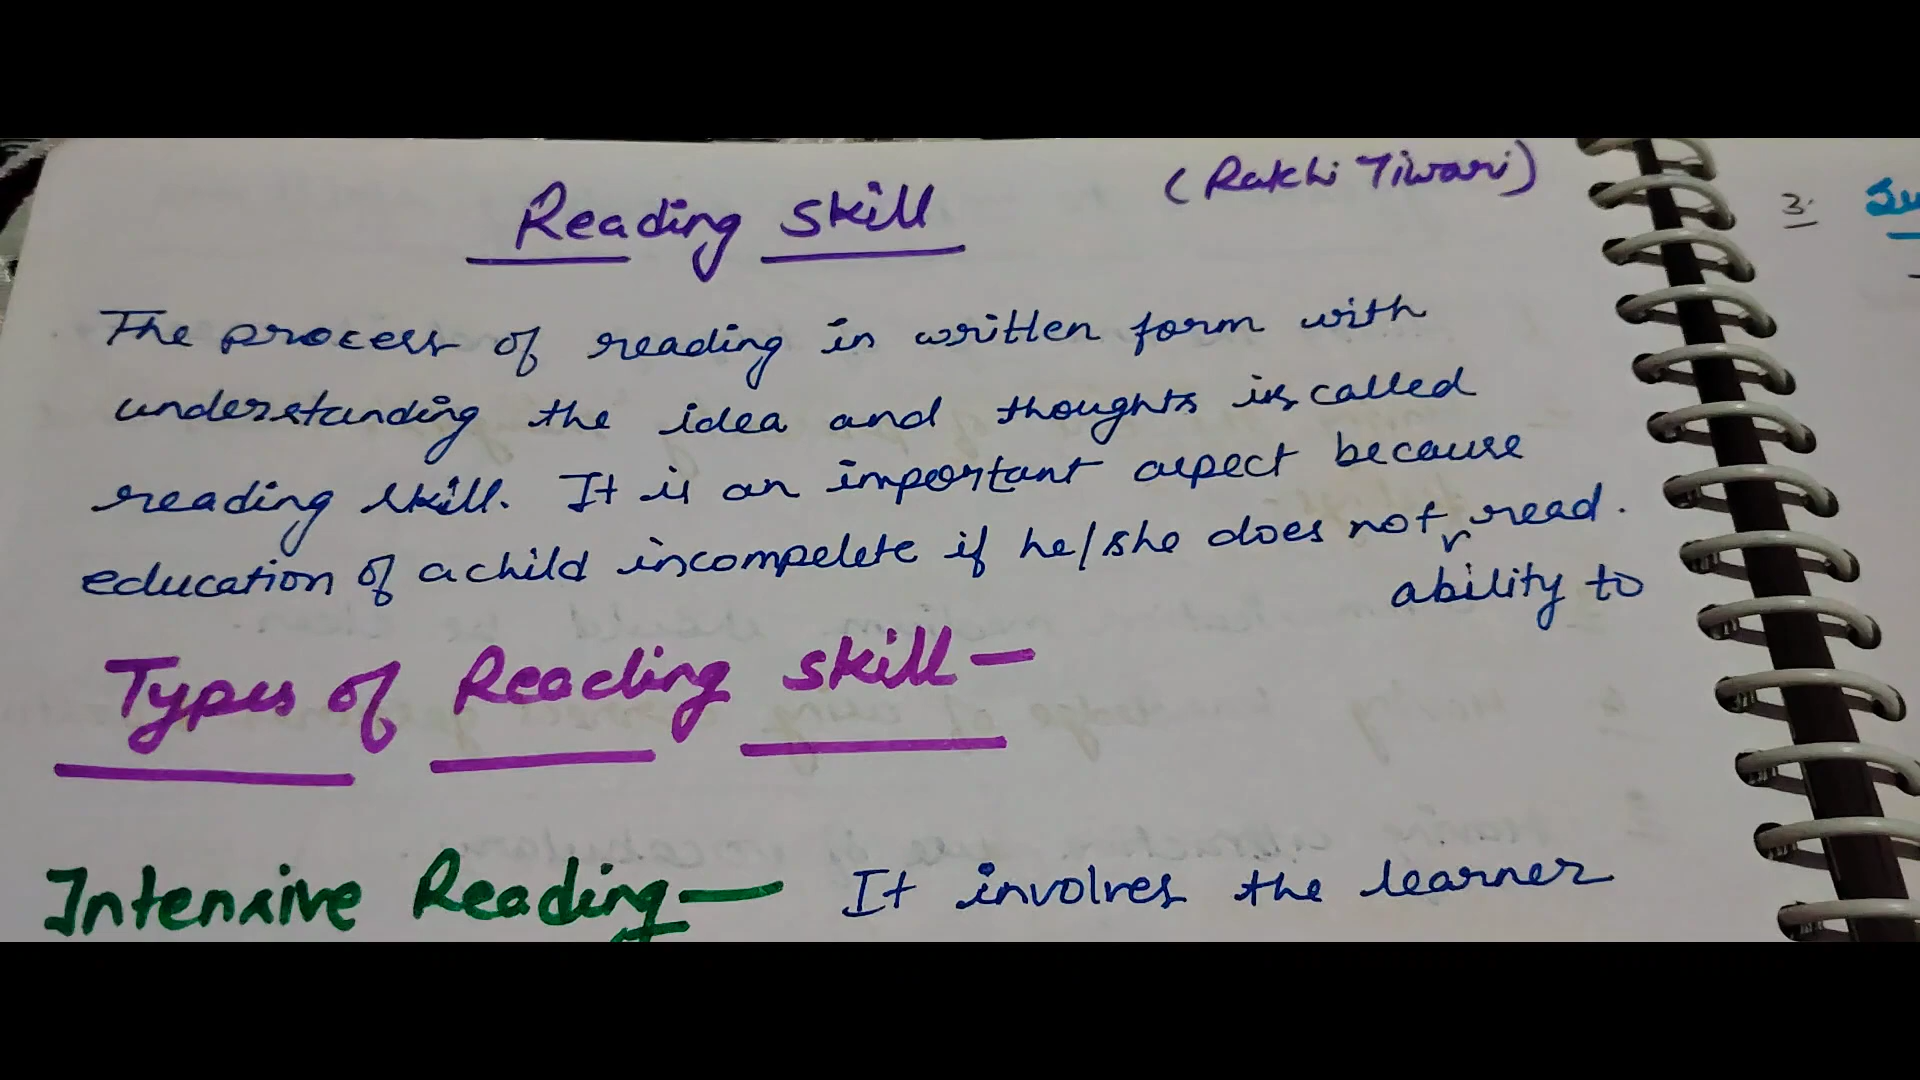 (Rakhi Tiwari)
Reading skill
The process of reading in written form with
understanding the idea and thoughts is called
reading skill. It is an important aspect because
education of a child incompelete if he/she does not read.
ability to
Types of Reading skill-
Intensive Reading- It involves the learner
3.